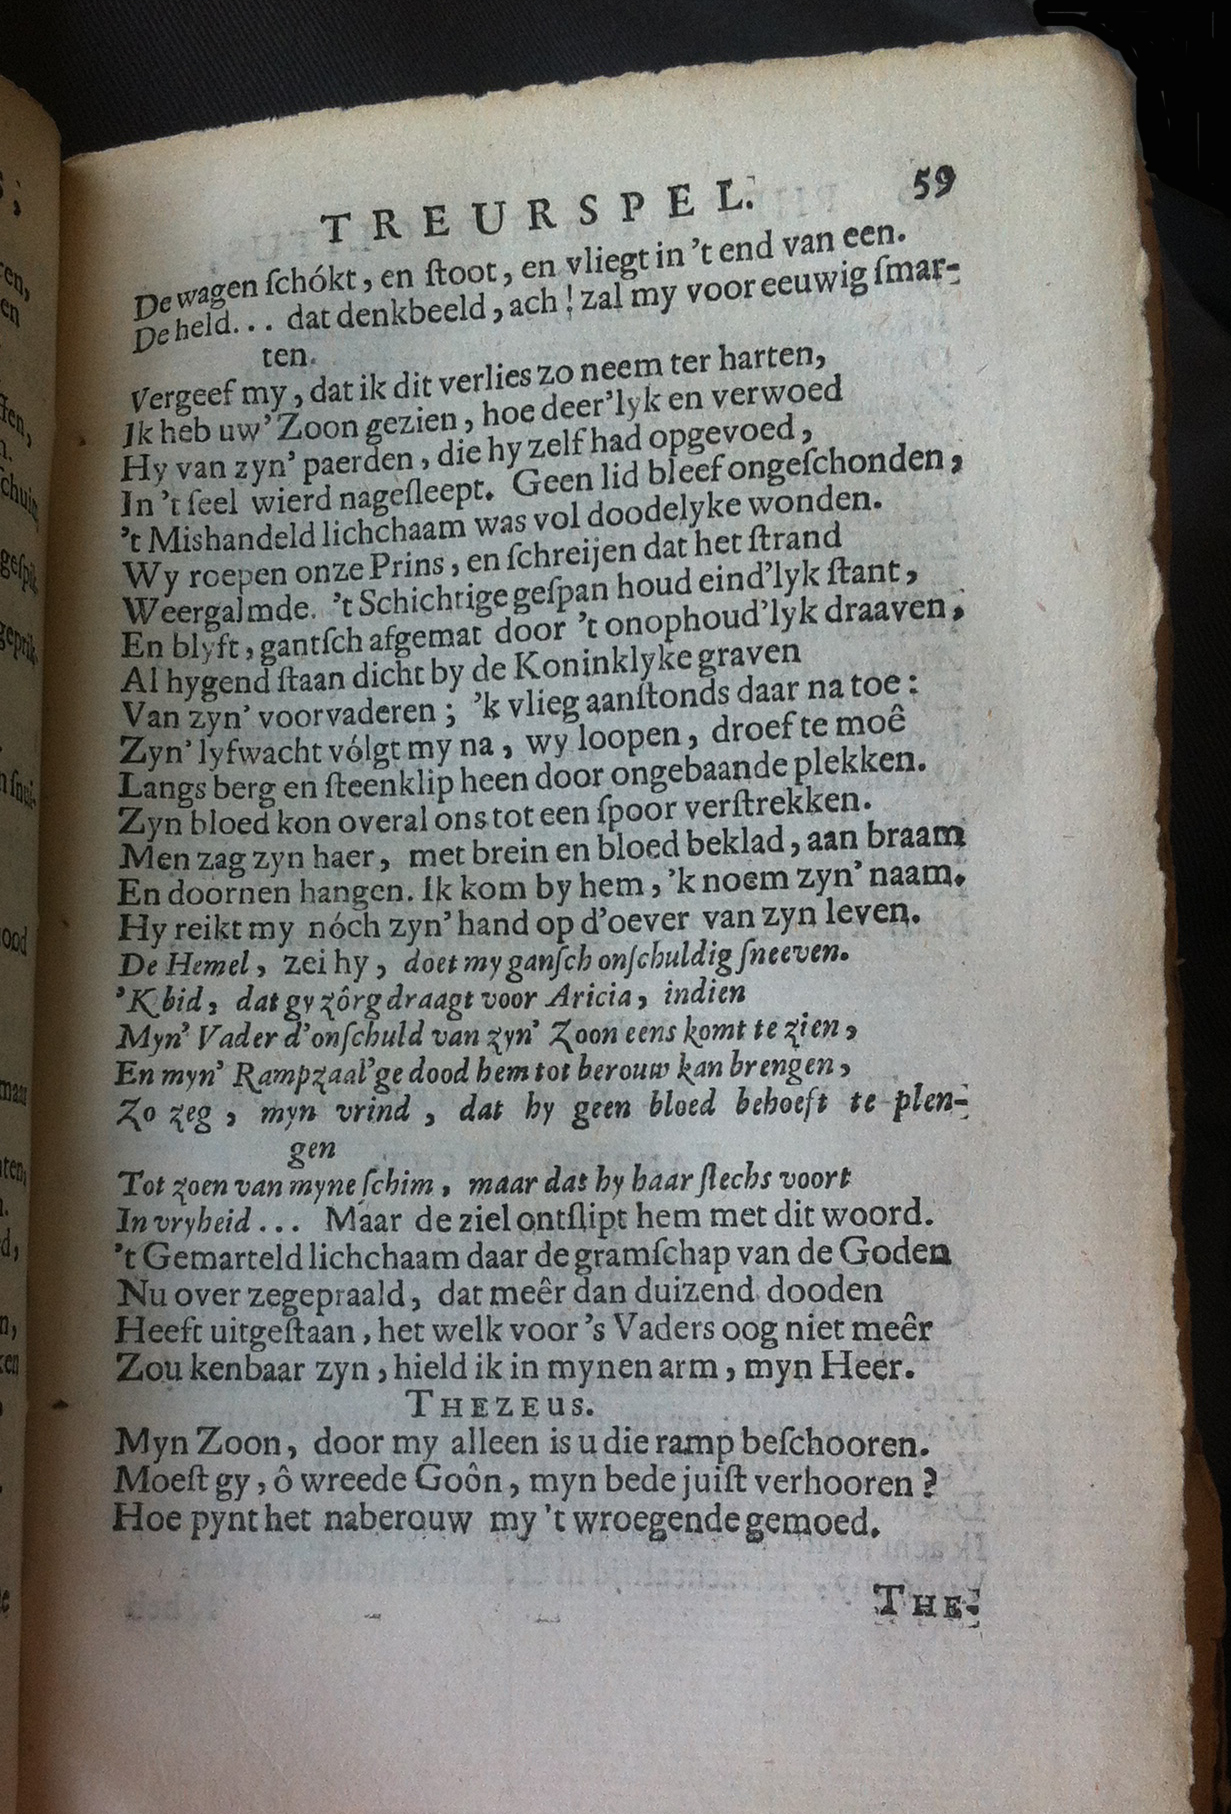 TREURSPEL. 59
De wagen ſchókt, en ſtoot, en vliegt in 't end van een.
De held... dat denkbeeld, ach! zal my voor eeuwig ſmar-
ten.
Vergeef my, dat ik dit verlies zo neem ter harten,
Ik heb uw' Zoon gezien, hoe deer'lyk en verwoed
Hy van zyn' paerden, die hy zelf had opgevoed,
In 't ſeel wierd nageſleept. Geen lid bleef ongeſchonden,
't Mishandeld lichchaam was vol doodelyke wonden.
Wy roepen onze Prins, en ſchreijen dat het ſtrand
Weergalmde. 't Schichtige geſpan houd eind'lyk ſtant,
En blyft, gantſch afgemat door 't onophoud'lyk draaven,
Al hygend ſtaan dicht by de Koninklyke graven
Van zyn' voorvaderen; 'k vlieg aanſtonds daar na toe:
Zyn' lyfwacht vólgt my na, wy loopen, droef te moê
Langs berg en ſteenklip heen door ongebaande plekken.
Zyn bloed kon overal ons tot een ſpoor verſtrekken.
Men zag zyn haer, met brein en bloed beklad, aan braam
En doornen hangen. Ik kom by hem, 'k noem zyn' naam.
Hy reikt my nóch zyn' hand op d'oever van zyn leven.
De Hemel, zei hy, doet my ganſch onſchuldig ſneeven.
'K bid, dat gy zôrg draagt voor Aricia, indien
Myn' Vader d'onſchuld van zyn' Zoon eens komt te zien,
En myn' Rampzaal'ge dood hem tot berouw kan brengen,
Zo zeg, myn vrind, dat hy geen bloed behoeft te plen-
gen
Tot zoen van myne ſchim, maar dat hy haar ſlechs voort
In vryheid... Maar de ziel ontſlipt hem met dit woord.
't Gemarteld lichchaam daar de gramſchap van de Goden
Nu over zegepraald, dat meêr dan duizend dooden
Heeft uitgeſtaan, het welk voor 's Vaders oog niet meêr
Zou kenbaar zyn, hield ik in mynen arm, myn Heer.
THEZEUS.
Myn Zoon, door my alleen is u die ramp beſchooren.
Moeſt gy, ô wreede Goôn, myn bede juiſt verhooren?
Hoe pynt het naberouw my 't wroegende gemoed.
THE-